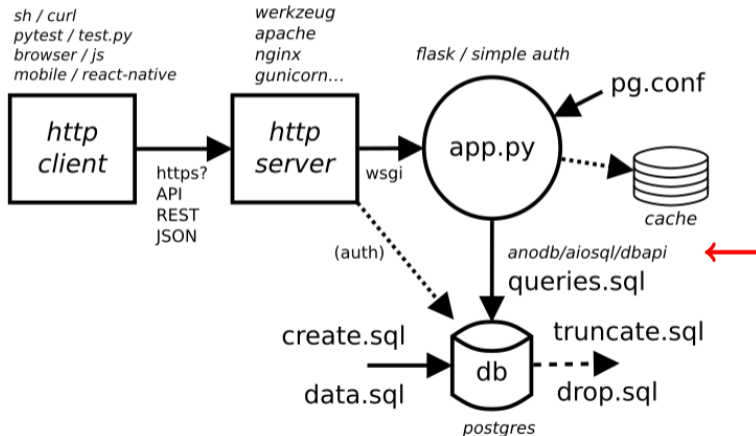 sh / curl
pytest / test.py
browser / js
mobile / react-native
werkzeug
apache
nginx
gunicorn...
flask / simple auth
pg.conf
http
client
http
server
app.py
https?
API
REST
JSON
wsgi
cache
(auth)
anodb/aiosql/dbapi
queries.sql
create.sql
data.sql
db
truncate.sql
drop.sql
postgres